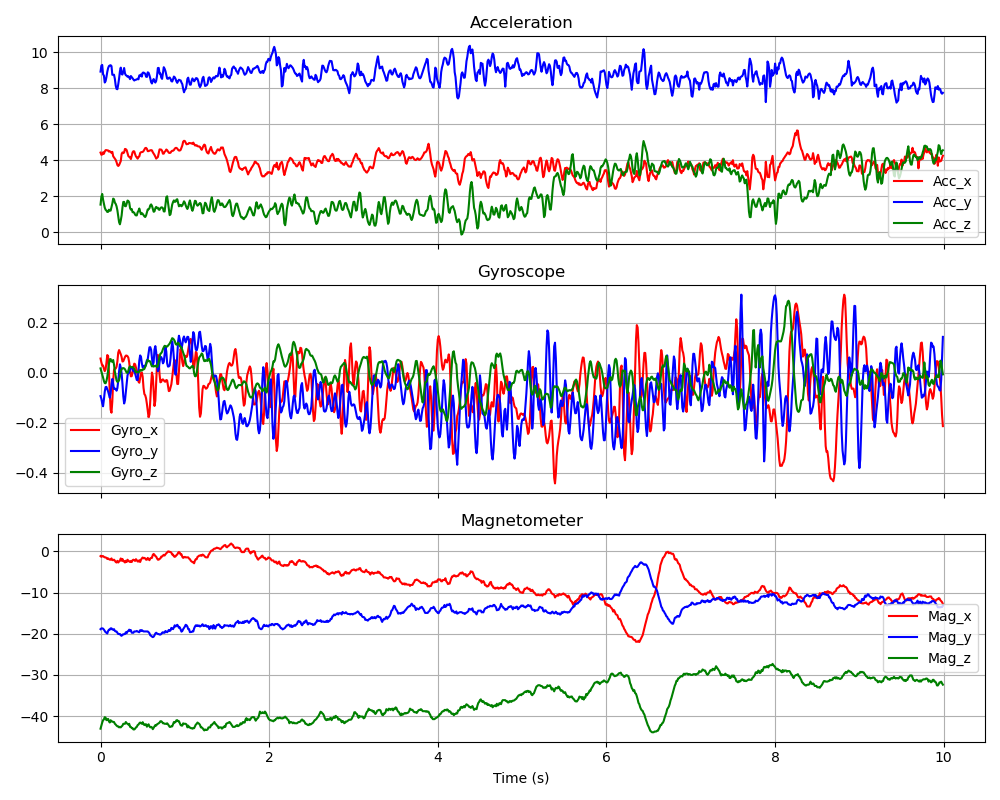 Acceleration
10
8
6
4
2
0
Acc_x
Acc_y
Acc_z
Gyroscope
0.2
0.0
−0.2
−0.4
Gyro_x
Gyro_y
Gyro_z
Magnetometer
0
−10
−20
−30
−40
Mag_x
Mag_y
Mag_z
0 2 4 6 8 10
Time (s)